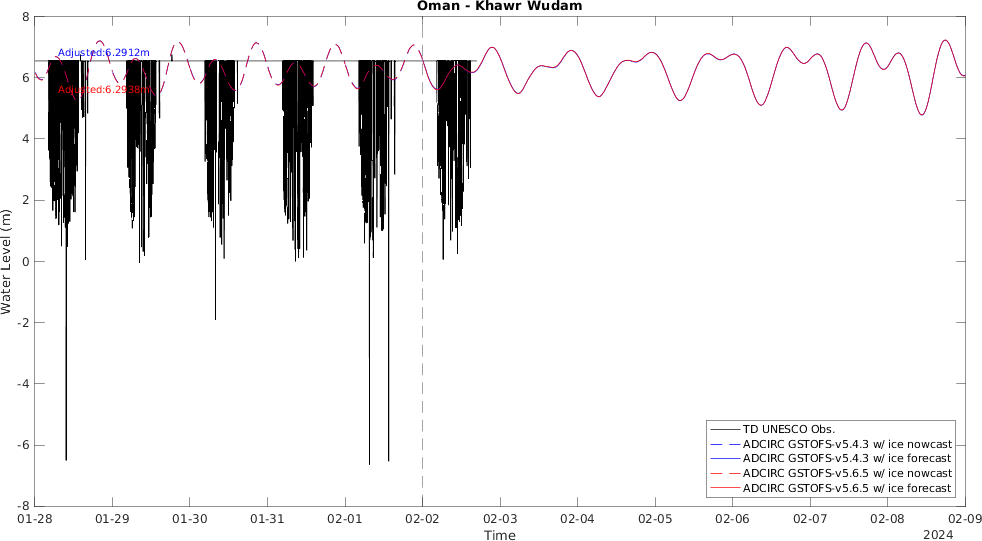 Oman - Khawr Wudam
8
6
4
2
0
-2
-4
-6
-8
Water Level (m)
Adjusted:6.2912m
Adjusted:6.2938m
TD UNESCO Obs.
ADCIRC GSTOFS-v5.4.3 w/ ice nowcast
ADCIRC GSTOFS-v5.4.3 w/ ice forecast
ADCIRC GSTOFS-v5.6.5 w/ ice nowcast
ADCIRC GSTOFS-v5.6.5 w/ ice forecast
01-28 01-29 01-30 01-31 02-01 02-02 02-03 02-04 02-05 02-06 02-07 02-08 02-09
Time
2024